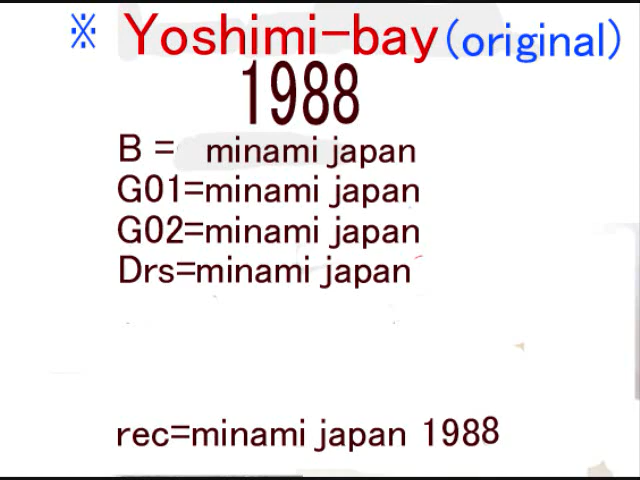 ※ Yoshimi-bay(original)
1988
B = minami japan
G01=minami japan
G02=minami japan
Drs=minami japan
rec=minami japan 1988